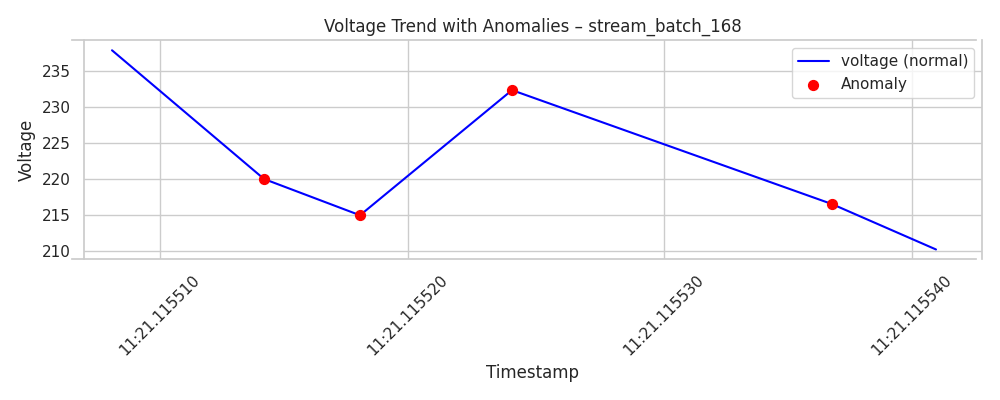 Voltage Trend with Anomalies – stream_batch_168
voltage (normal)
Anomaly
Voltage
235
230
225
220
215
210
11:21.115510
11:21.115520
11:21.115530
11:21.115540
Timestamp